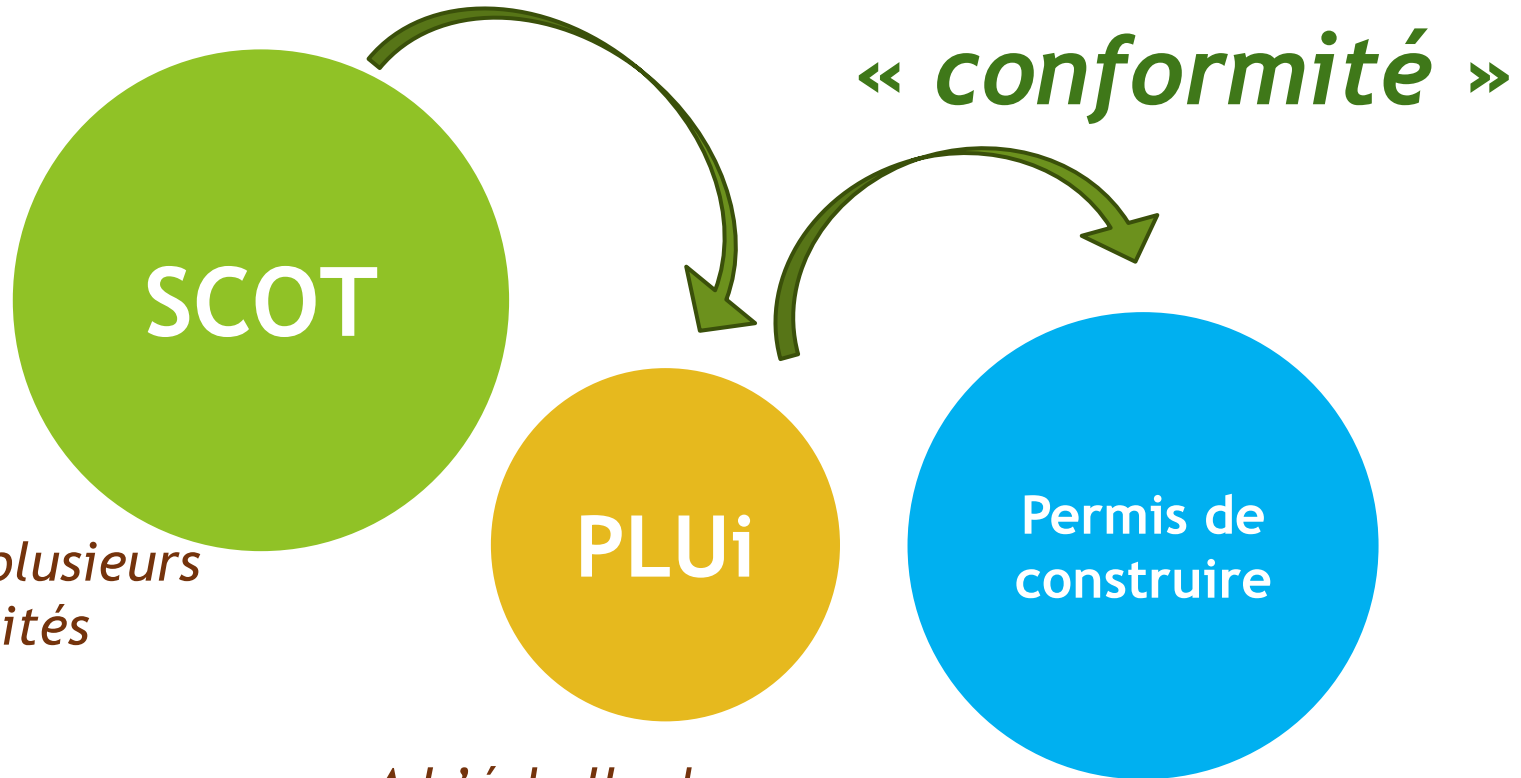 « conformité »
SCOT
PLUi
Permis de
construire
plusieurs
ités